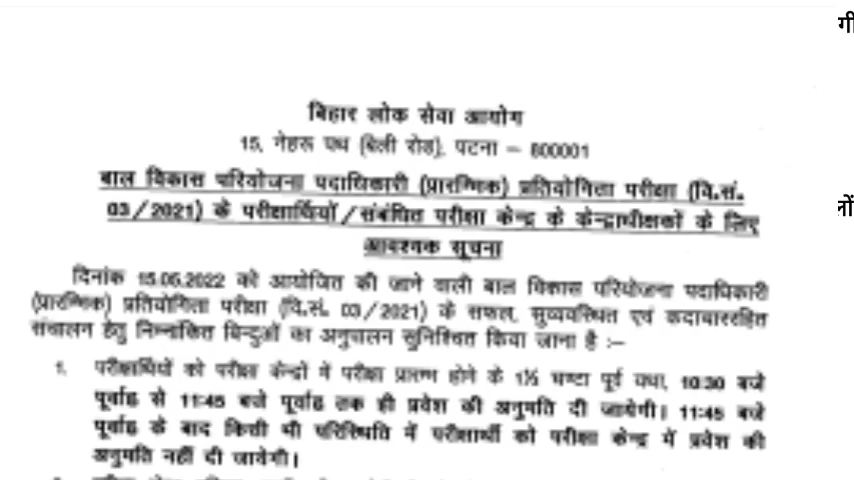 बिहार लोक सेवा आयोग
15, नेहरू पथ (बेली रोड), पटना – 800001
बाल विकास परियोजना पदाधिकारी (प्रारम्भिक) प्रतियोगिता परीक्षा (वि.सं.
03/2021) के परीक्षार्थियों/संबंधित परीक्षा केन्द्र के केन्द्राधीक्षकों के लिए
आवश्यक सूचना
दिनांक 15.05.2022 को आयोजित की जाने वाली बाल विकास परियोजना पदाधिकारी
(प्रारम्भिक) प्रतियोगिता परीक्षा (वि.सं. 03/2021) के सफल, सुव्यवस्थित एवं कदाचाररहित
संचालन हेतु निम्नांकित बिन्दुओं का अनुपालन सुनिश्चित किया जाना है :–
1. परीक्षार्थियों को परीक्षा केन्द्रों में परीक्षा प्रारम्भ होने के 1½ घण्टा पूर्व यथा, 10:30 बजे
पूर्वाह्न से 11:45 बजे पूर्वाह्न तक ही प्रवेश की अनुमति दी जायेगी। 11:45 बजे
पूर्वाह्न के बाद किसी भी परिस्थिति में परीक्षार्थी को परीक्षा केन्द्र में प्रवेश की
अनुमति नहीं दी जायेगी।
गी
लों